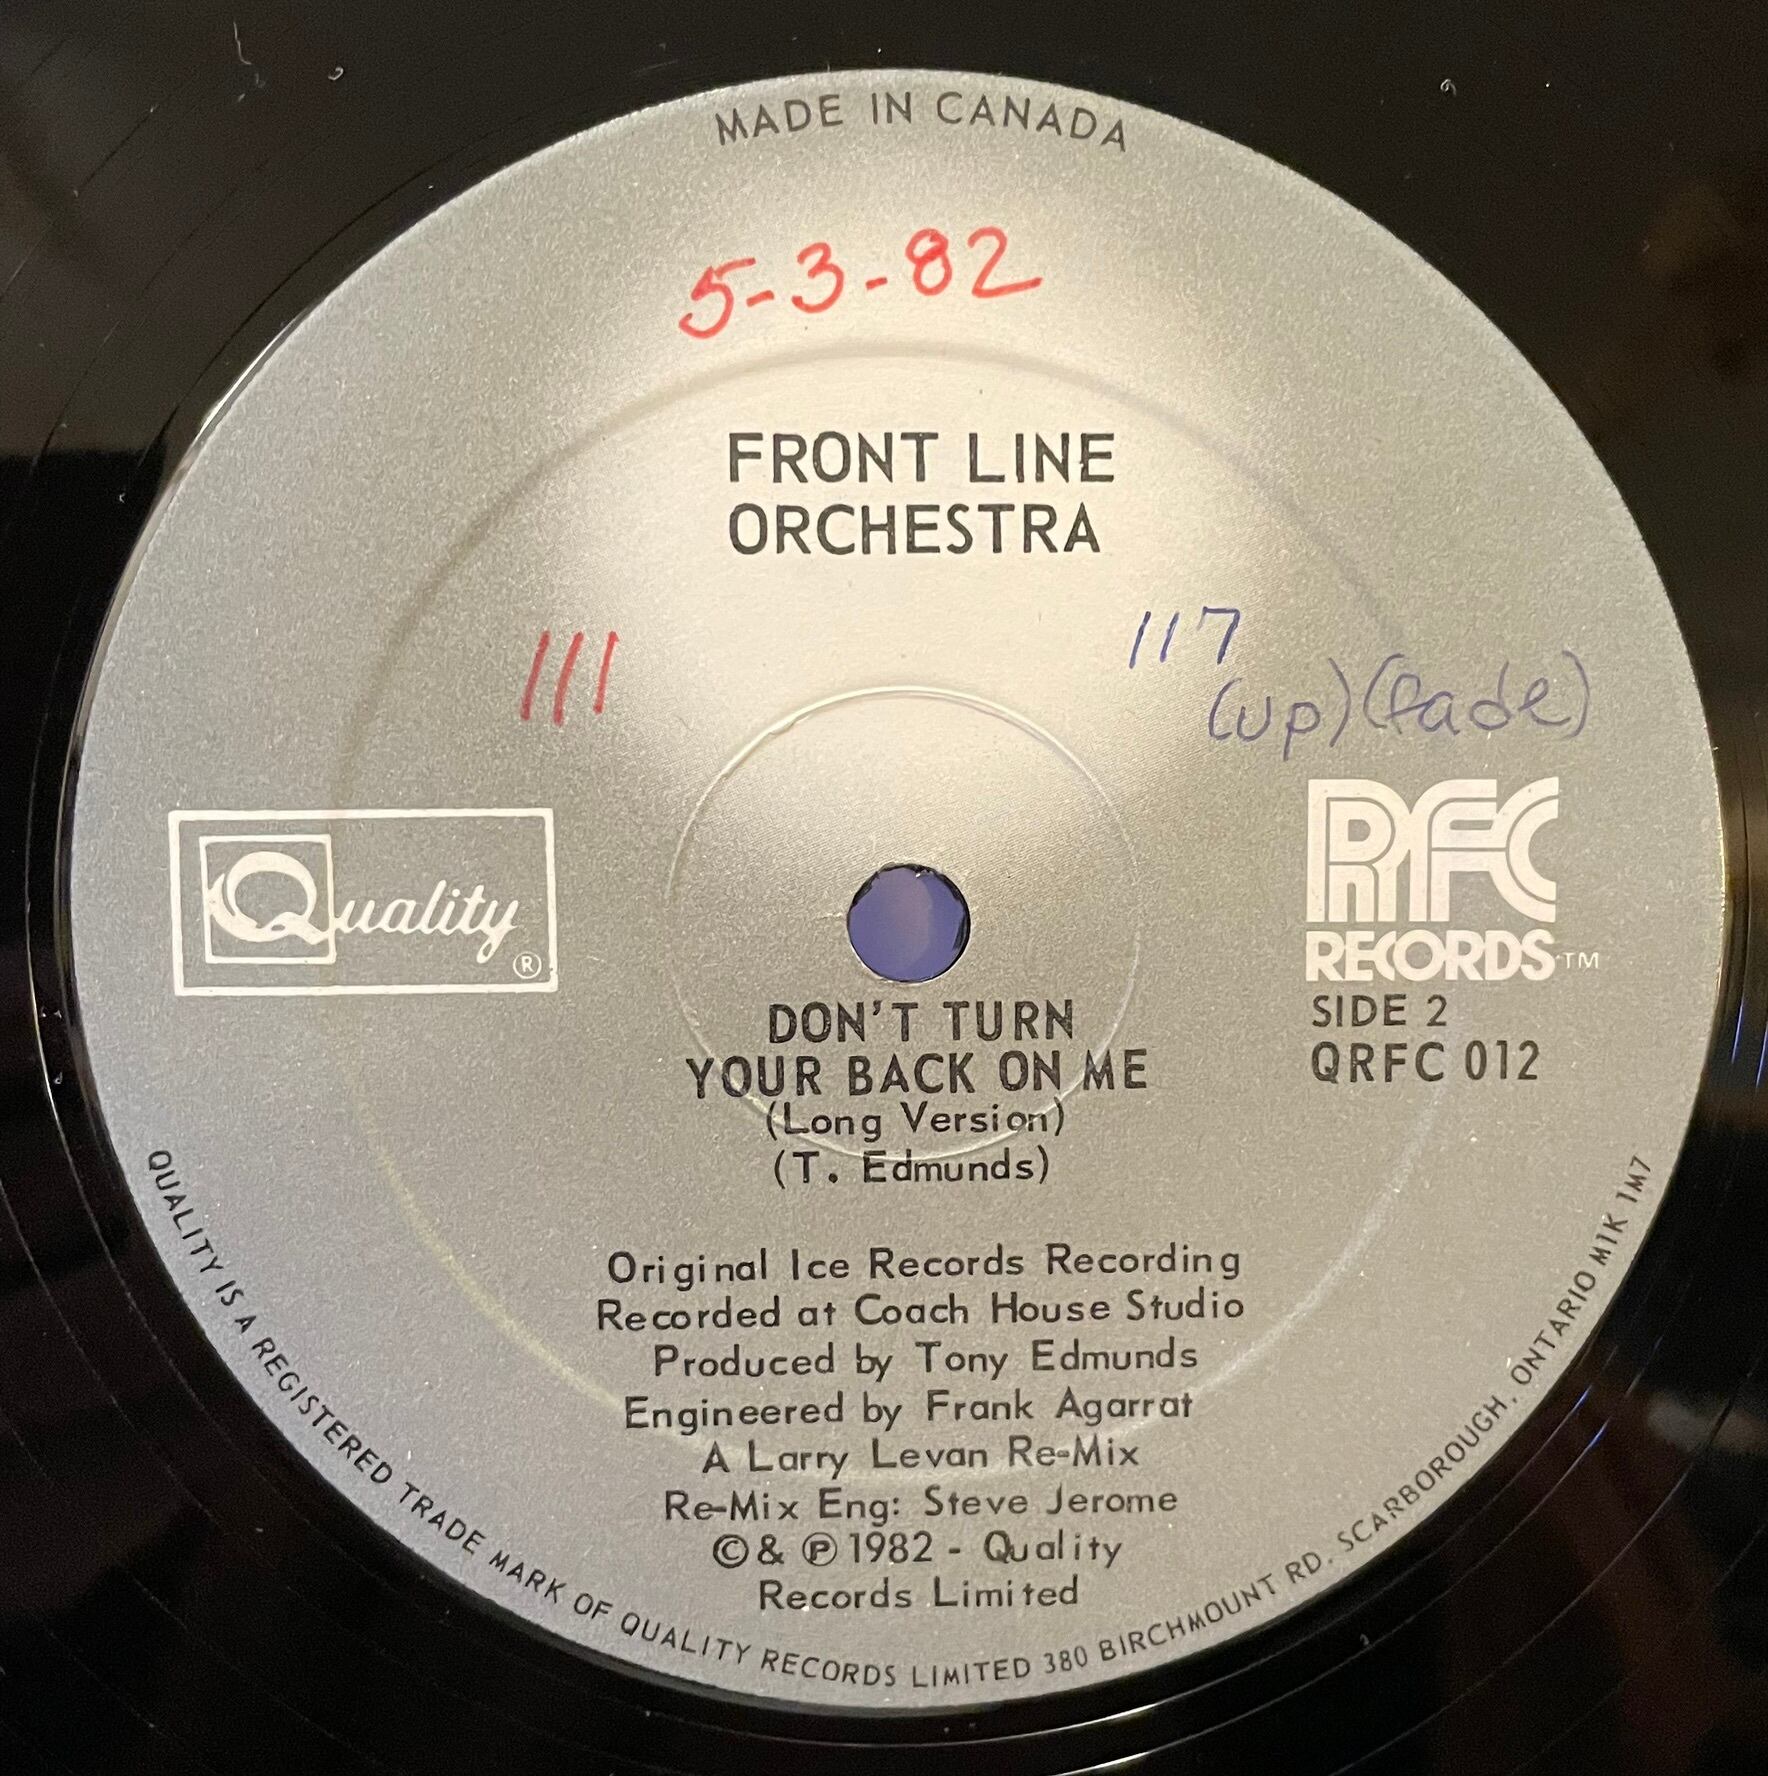 MADE IN CANADA
5-3-82
FRONT LINE
ORCHESTRA
111
117
(up) (fade)
Quality ®
RFC
RECORDS ™
SIDE 2
QRFC 012
DON'T TURN
YOUR BACK ON ME
(Long Version)
(T. Edmunds)
Original Ice Records Recording
Recorded at Coach House Studio
Produced by Tony Edmunds
Engineered by Frank Agarrat
A Larry Levan Re-Mix
Re-Mix Eng: Steve Jerome
© & ℗ 1982 - Quality
Records Limited
QUALITY IS A REGISTERED TRADE MARK OF QUALITY RECORDS LIMITED 380 BIRCHMOUNT RD. SCARBOROUGH, ONTARIO M1K 1M7